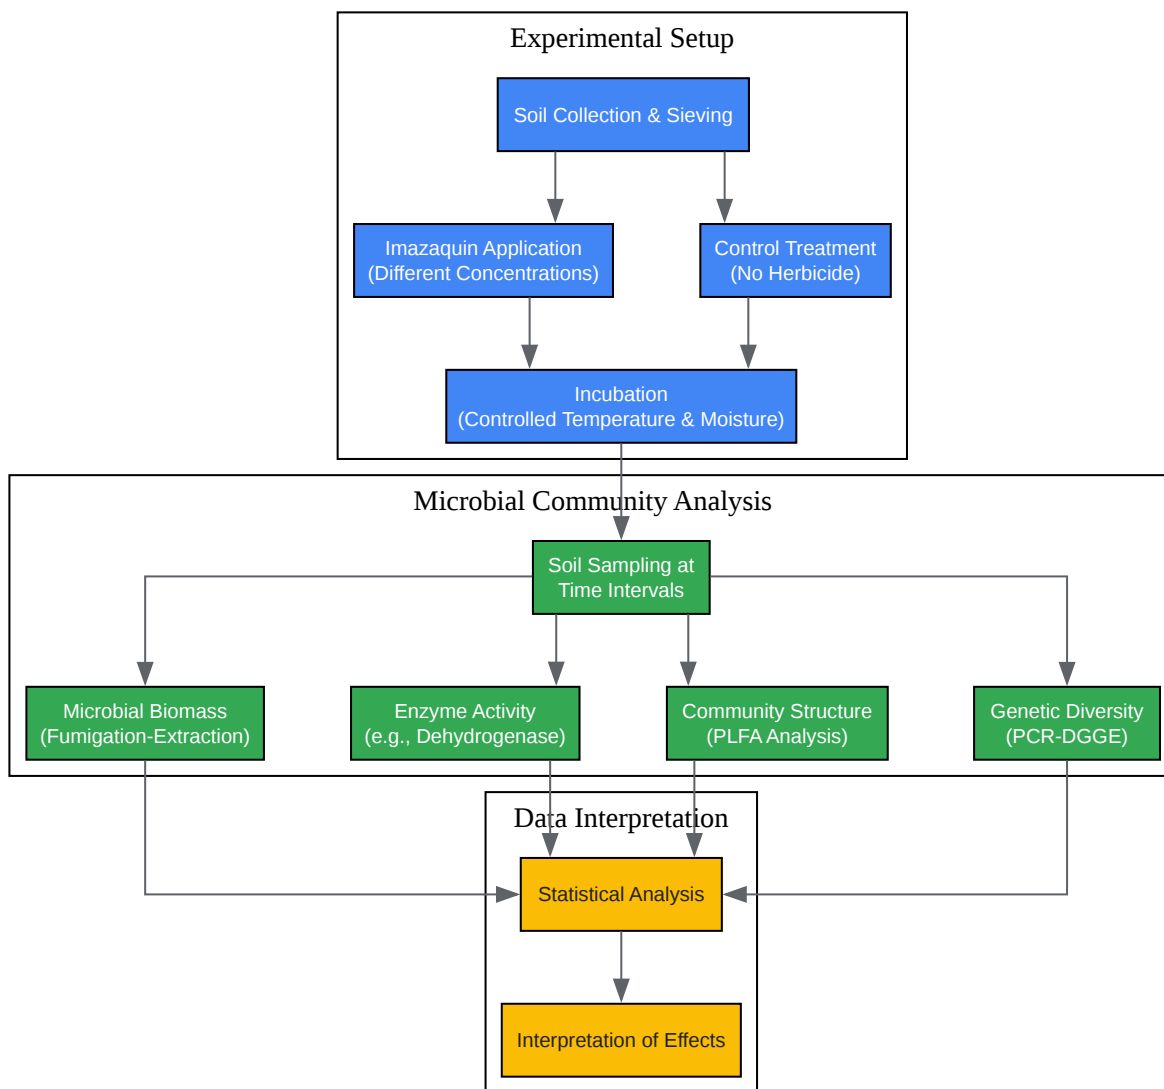 Experimental Setup
Soil Collection & Sieving
Imazaquin Application
(Different Concentrations)
Control Treatment
(No Herbicide)
Incubation
(Controlled Temperature & Moisture)
Microbial Community Analysis
Soil Sampling at
Time Intervals
Microbial Biomass
(Fumigation-Extraction)
Enzyme Activity
(e.g., Dehydrogenase)
Community Structure
(PLFA Analysis)
Genetic Diversity
(PCR-DGGE)
Data Interpretation
Statistical Analysis
Interpretation of Effects